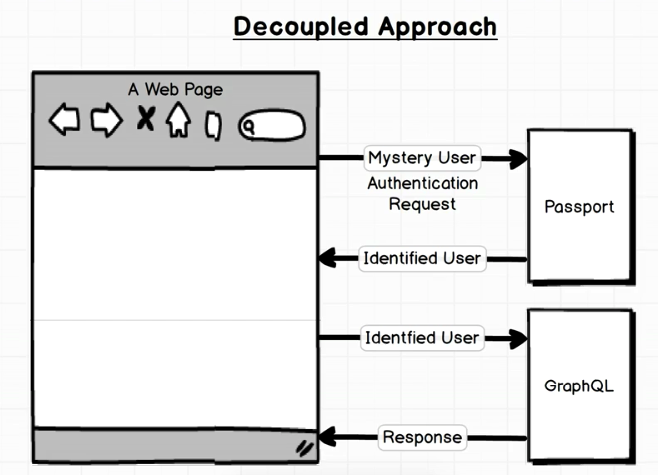 Decoupled Approach
A Web Page
Mystery User
Authentication
Request
Passport
Identified User
Identfied User
GraphQL
Response